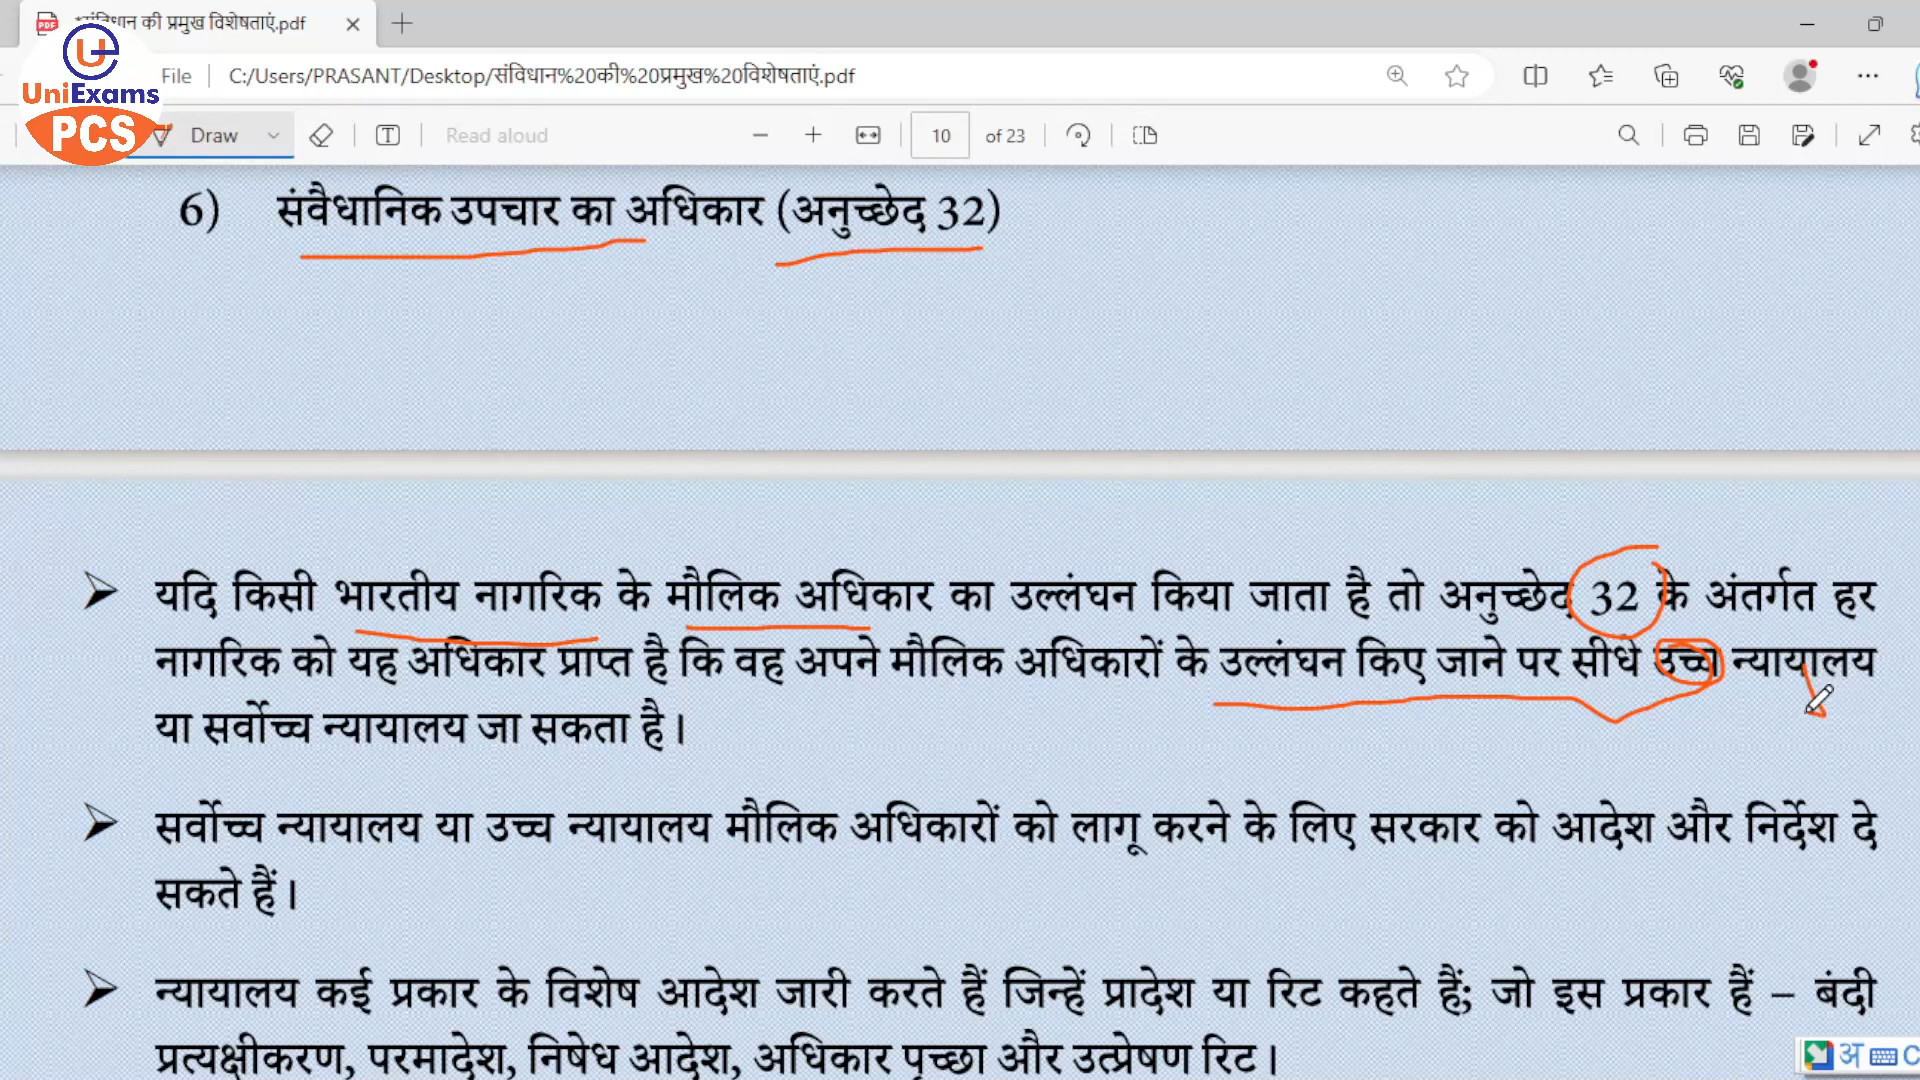 संविधान की प्रमुख विशेषताएं.pdf
UniExams
PCS
File
C:/Users/PRASANT/Desktop/संविधान%20की%20प्रमुख%20विशेषताएं.pdf
Draw
Read aloud
10 of 23
6) संवैधानिक उपचार का अधिकार (अनुच्छेद 32)
➢ यदि किसी भारतीय नागरिक के मौलिक अधिकार का उल्लंघन किया जाता है तो अनुच्छेद 32 के अंतर्गत हर
नागरिक को यह अधिकार प्राप्त है कि वह अपने मौलिक अधिकारों के उल्लंघन किए जाने पर सीधे उच्च न्यायालय
या सर्वोच्च न्यायालय जा सकता है।
➢ सर्वोच्च न्यायालय या उच्च न्यायालय मौलिक अधिकारों को लागू करने के लिए सरकार को आदेश और निर्देश दे
सकते हैं।
➢ न्यायालय कई प्रकार के विशेष आदेश जारी करते हैं जिन्हें प्रादेश या रिट कहते हैं; जो इस प्रकार हैं – बंदी
प्रत्यक्षीकरण, परमादेश, निषेध आदेश, अधिकार पृच्छा और उत्प्रेषण रिट।
अ